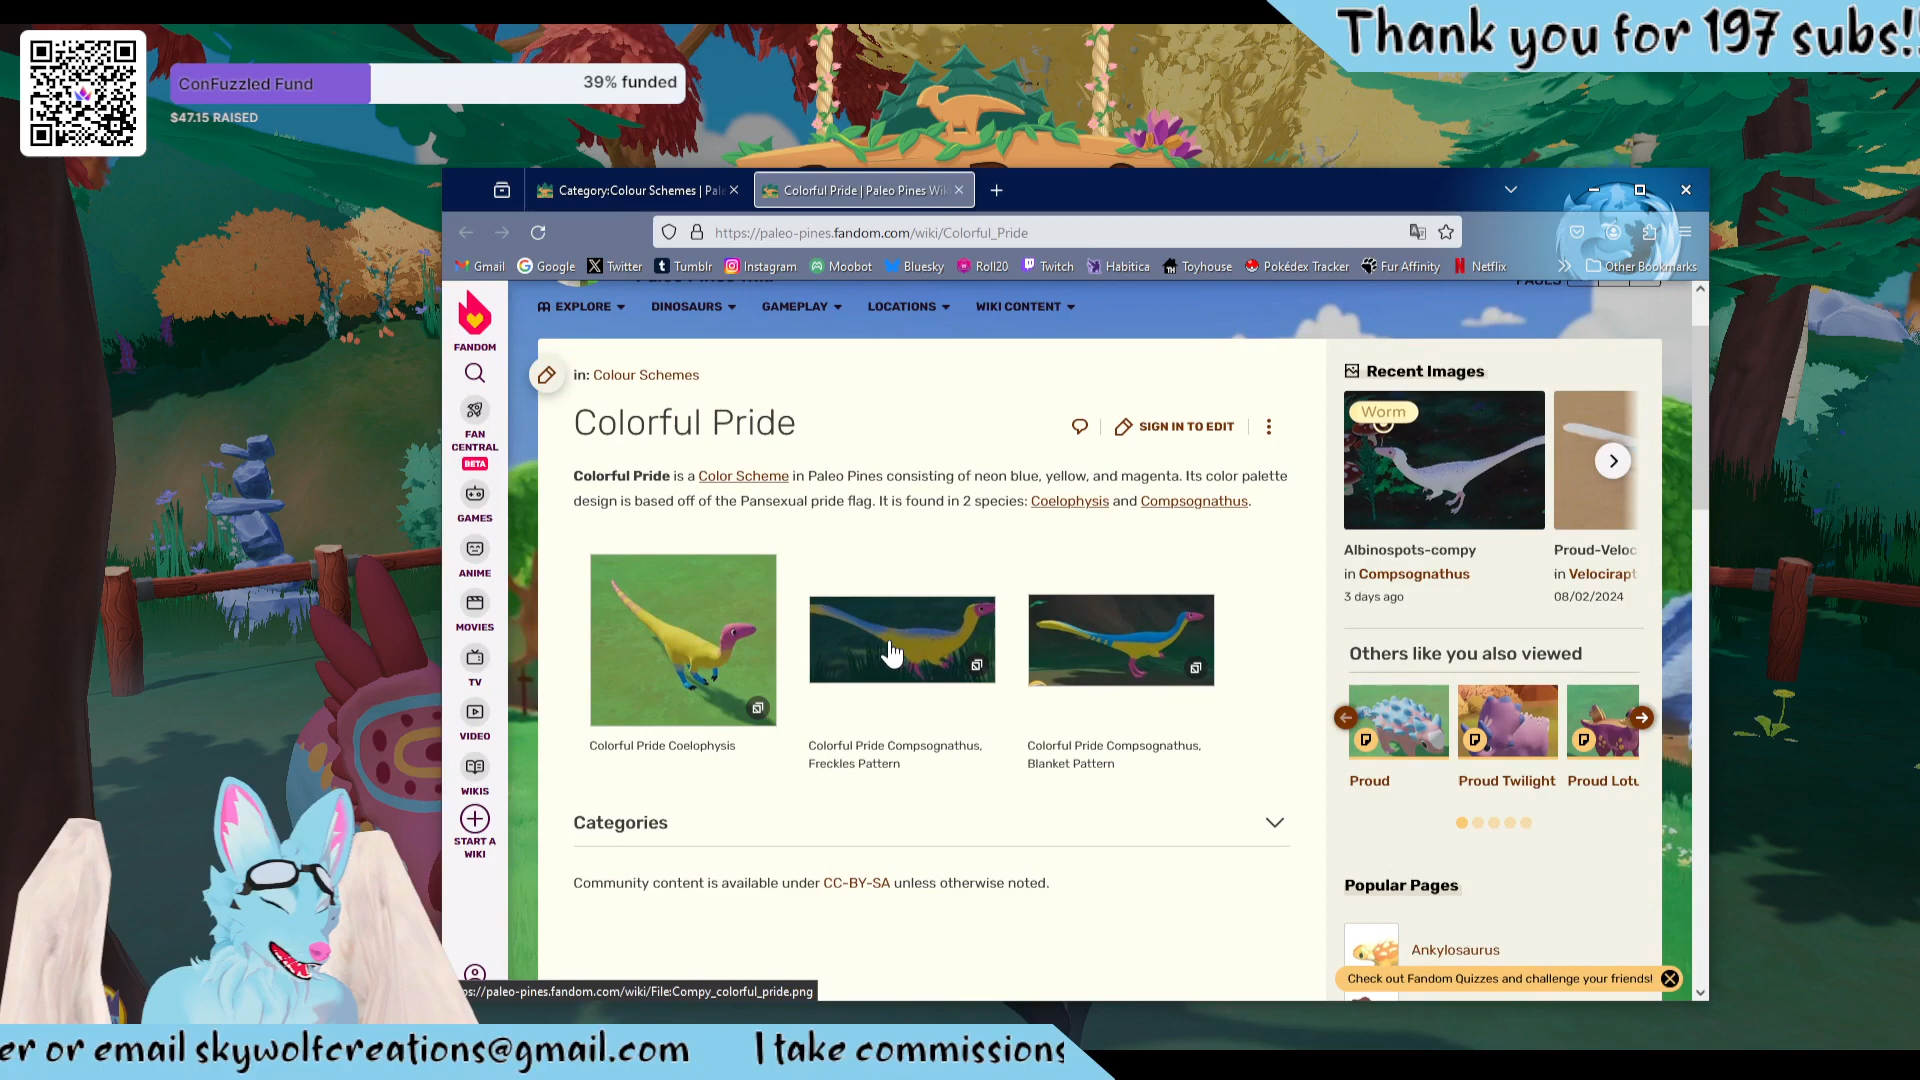 Thank you for 197 subs!!
ConFuzzled Fund
39% funded
$47.15 RAISED
Category:Colour Schemes | Pale
Colorful Pride | Paleo Pines Wiki
https://paleo-pines.fandom.com/wiki/Colorful_Pride
Gmail
Google
Twitter
Tumblr
Instagram
Moobot
Bluesky
Roll20
Twitch
Habitica
Toyhouse
Pokédex Tracker
Fur Affinity
Netflix
Other Bookmarks
PAGES
EXPLORE
DINOSAURS
GAMEPLAY
LOCATIONS
WIKI CONTENT
FANDOM
FAN CENTRAL
BETA
GAMES
ANIME
MOVIES
TV
VIDEO
WIKIS
START A WIKI
in: Colour Schemes
Colorful Pride
SIGN IN TO EDIT
Colorful Pride is a Color Scheme in Paleo Pines consisting of neon blue, yellow, and magenta. Its color palette
design is based off of the Pansexual pride flag. It is found in 2 species: Coelophysis and Compsognathus.
Colorful Pride Coelophysis
Colorful Pride Compsognathus,
Freckles Pattern
Colorful Pride Compsognathus,
Blanket Pattern
Categories
Community content is available under CC-BY-SA unless otherwise noted.
Recent Images
Worm
Albinospots-compy
in Compsognathus
3 days ago
Proud-Veloc
in Velocirapt
08/02/2024
Others like you also viewed
Proud
Proud Twilight
Proud Lotu
Popular Pages
Ankylosaurus
Check out Fandom Quizzes and challenge your friends!
ps://paleo-pines.fandom.com/wiki/File:Compy_colorful_pride.png
er or email skywolfcreations@gmail.com
I take commissions